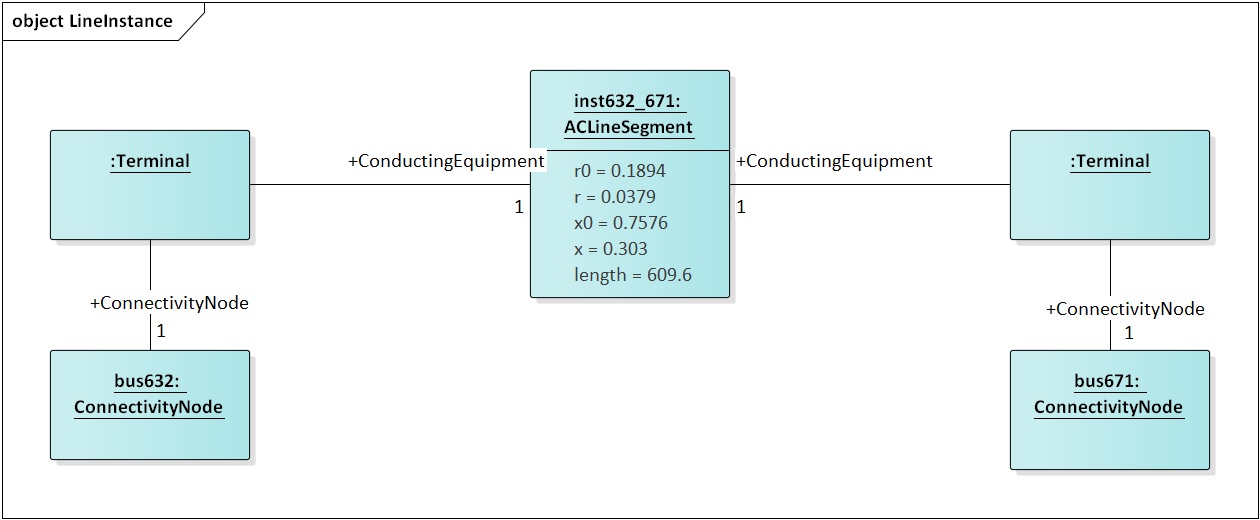 object LineInstance
inst632_671:
ACLineSegment
r0 = 0.1894
r = 0.0379
x0 = 0.7576
x = 0.303
length = 609.6
:Terminal
+ConductingEquipment
1
+ConductingEquipment
1
:Terminal
+ConnectivityNode
1
+ConnectivityNode
1
bus632:
ConnectivityNode
bus671:
ConnectivityNode